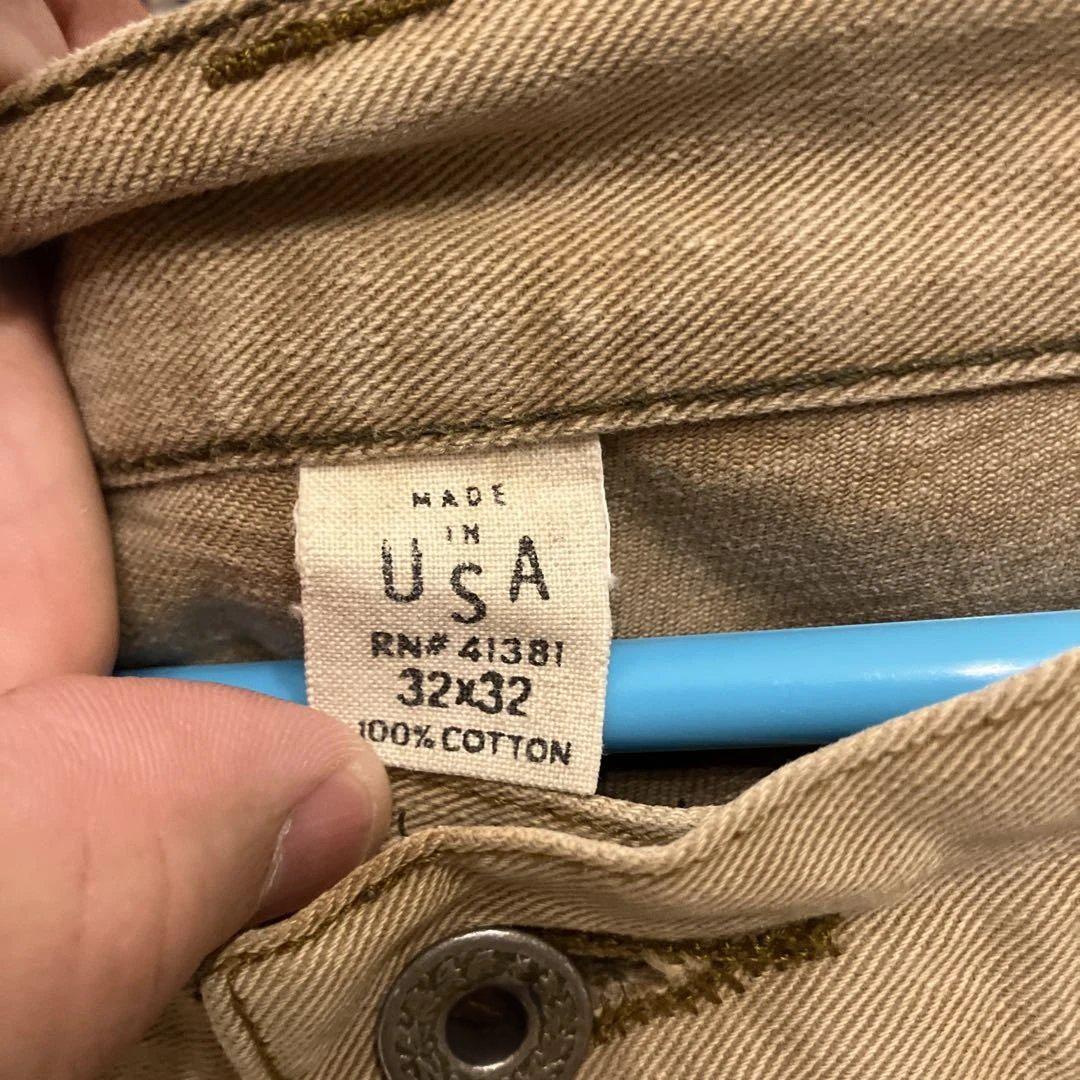 MADE
IN
USA
RN# 41381
32x32
100% COTTON